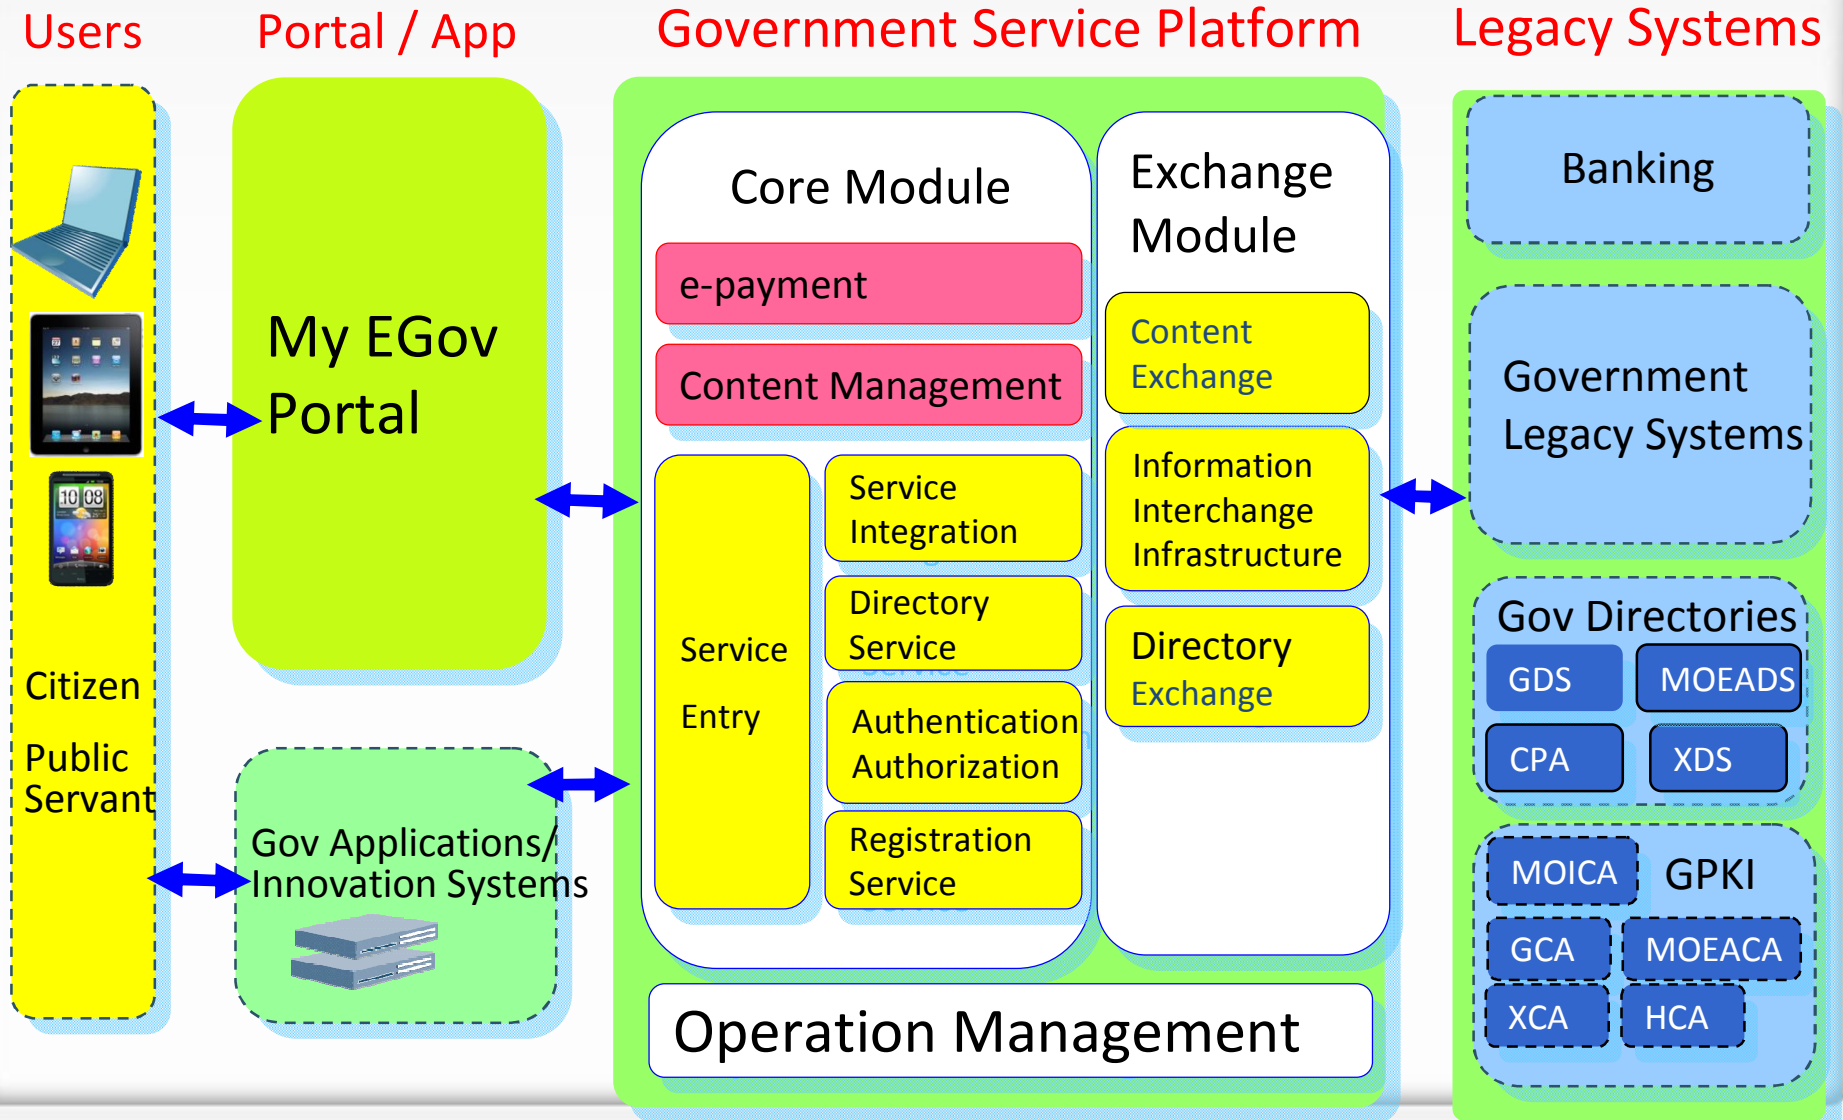 Users
Portal / App
Government Service Platform
Legacy Systems
Citizen
Public
Servant
My EGov
Portal
Gov Applications/
Innovation Systems
Core Module
e-payment
Content Management
Service
Entry
Service
Integration
Directory
Service
Authentication
Authorization
Registration
Service
Exchange
Module
Content
Exchange
Information
Interchange
Infrastructure
Directory
Exchange
Operation Management
Banking
Government
Legacy Systems
Gov Directories
GDS
MOEADS
CPA
XDS
MOICA
GPKI
GCA
MOEACA
XCA
HCA
10 08